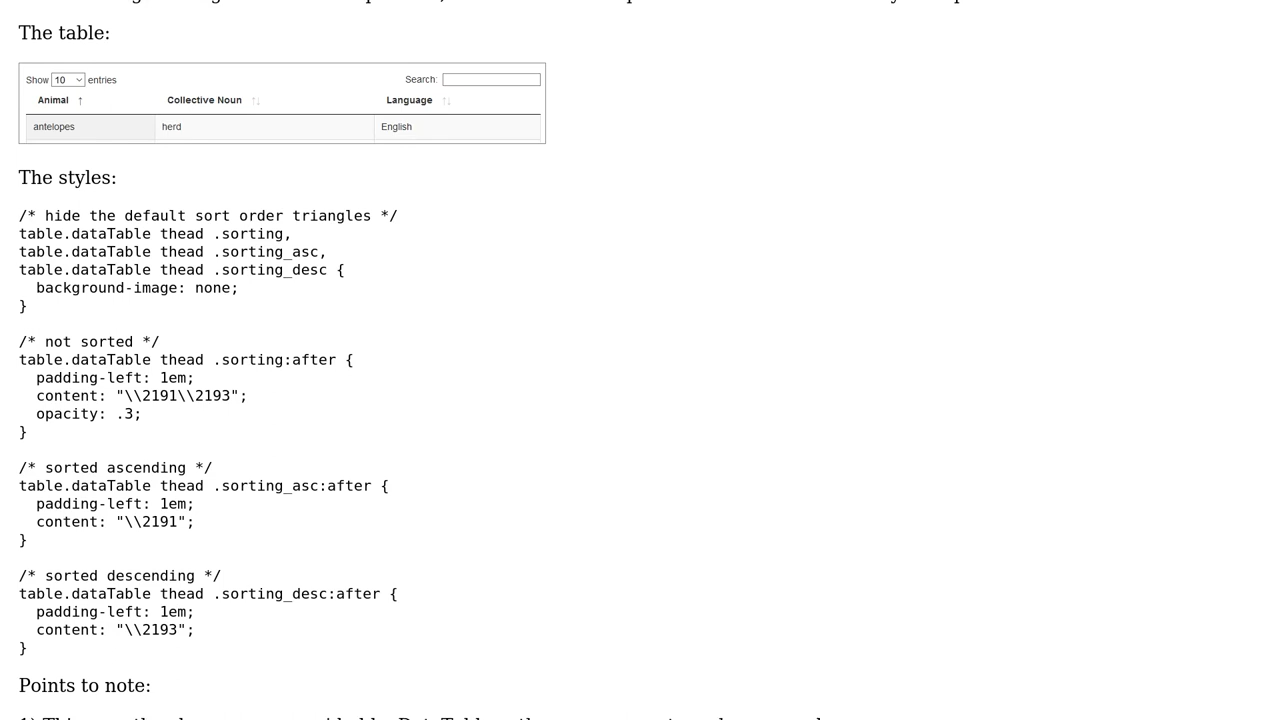 The table:
Show 10 entries Search:
Animal ↑ Collective Noun ↑↓ Language ↑↓
antelopes herd English
The styles:
/* hide the default sort order triangles */
table.dataTable thead .sorting,
table.dataTable thead .sorting_asc,
table.dataTable thead .sorting_desc {
  background-image: none;
}
/* not sorted */
table.dataTable thead .sorting:after {
  padding-left: 1em;
  content: "\\2191\\2193";
  opacity: .3;
}
/* sorted ascending */
table.dataTable thead .sorting_asc:after {
  padding-left: 1em;
  content: "\\2191";
}
/* sorted descending */
table.dataTable thead .sorting_desc:after {
  padding-left: 1em;
  content: "\\2193";
}
Points to note: